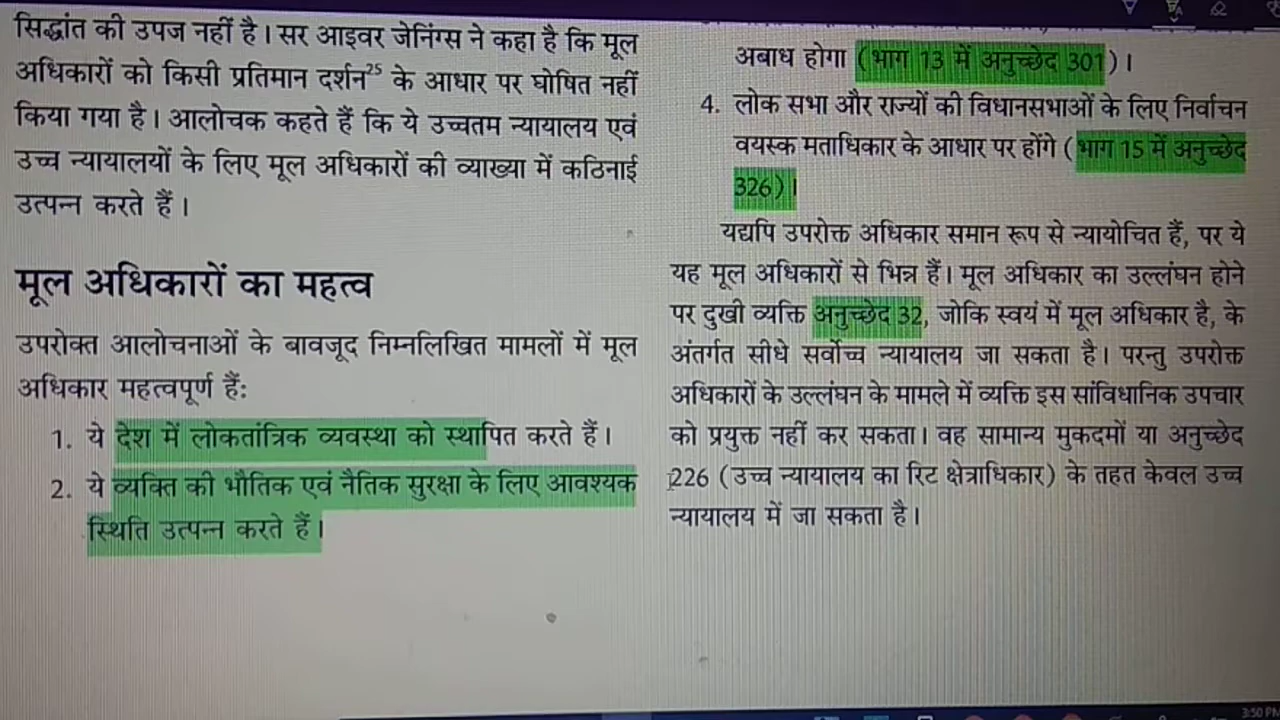 सिद्धांत की उपज नहीं है। सर आइवर जेनिंग्स ने कहा है कि मूल
अधिकारों को किसी प्रतिमान दर्शन²⁵ के आधार पर घोषित नहीं
किया गया है। आलोचक कहते हैं कि ये उच्चतम न्यायालय एवं
उच्च न्यायालयों के लिए मूल अधिकारों की व्याख्या में कठिनाई
उत्पन्न करते हैं।
मूल अधिकारों का महत्व
उपरोक्त आलोचनाओं के बावजूद निम्नलिखित मामलों में मूल
अधिकार महत्वपूर्ण हैं:
1. ये देश में लोकतांत्रिक व्यवस्था को स्थापित करते हैं।
2. ये व्यक्ति की भौतिक एवं नैतिक सुरक्षा के लिए आवश्यक
स्थिति उत्पन्न करते हैं।
अबाध होगा (भाग 13 में अनुच्छेद 301)।
4. लोक सभा और राज्यों की विधानसभाओं के लिए निर्वाचन
वयस्क मताधिकार के आधार पर होंगे (भाग 15 में अनुच्छेद
326)।
यद्यपि उपरोक्त अधिकार समान रूप से न्यायोचित हैं, पर ये
यह मूल अधिकारों से भिन्न हैं। मूल अधिकार का उल्लंघन होने
पर दुखी व्यक्ति अनुच्छेद 32, जोकि स्वयं में मूल अधिकार है, के
अंतर्गत सीधे सर्वोच्च न्यायालय जा सकता है। परन्तु उपरोक्त
अधिकारों के उल्लंघन के मामले में व्यक्ति इस सांविधानिक उपचार
को प्रयुक्त नहीं कर सकता। वह सामान्य मुकदमों या अनुच्छेद
226 (उच्च न्यायालय का रिट क्षेत्राधिकार) के तहत केवल उच्च
न्यायालय में जा सकता है।
3:50 PM